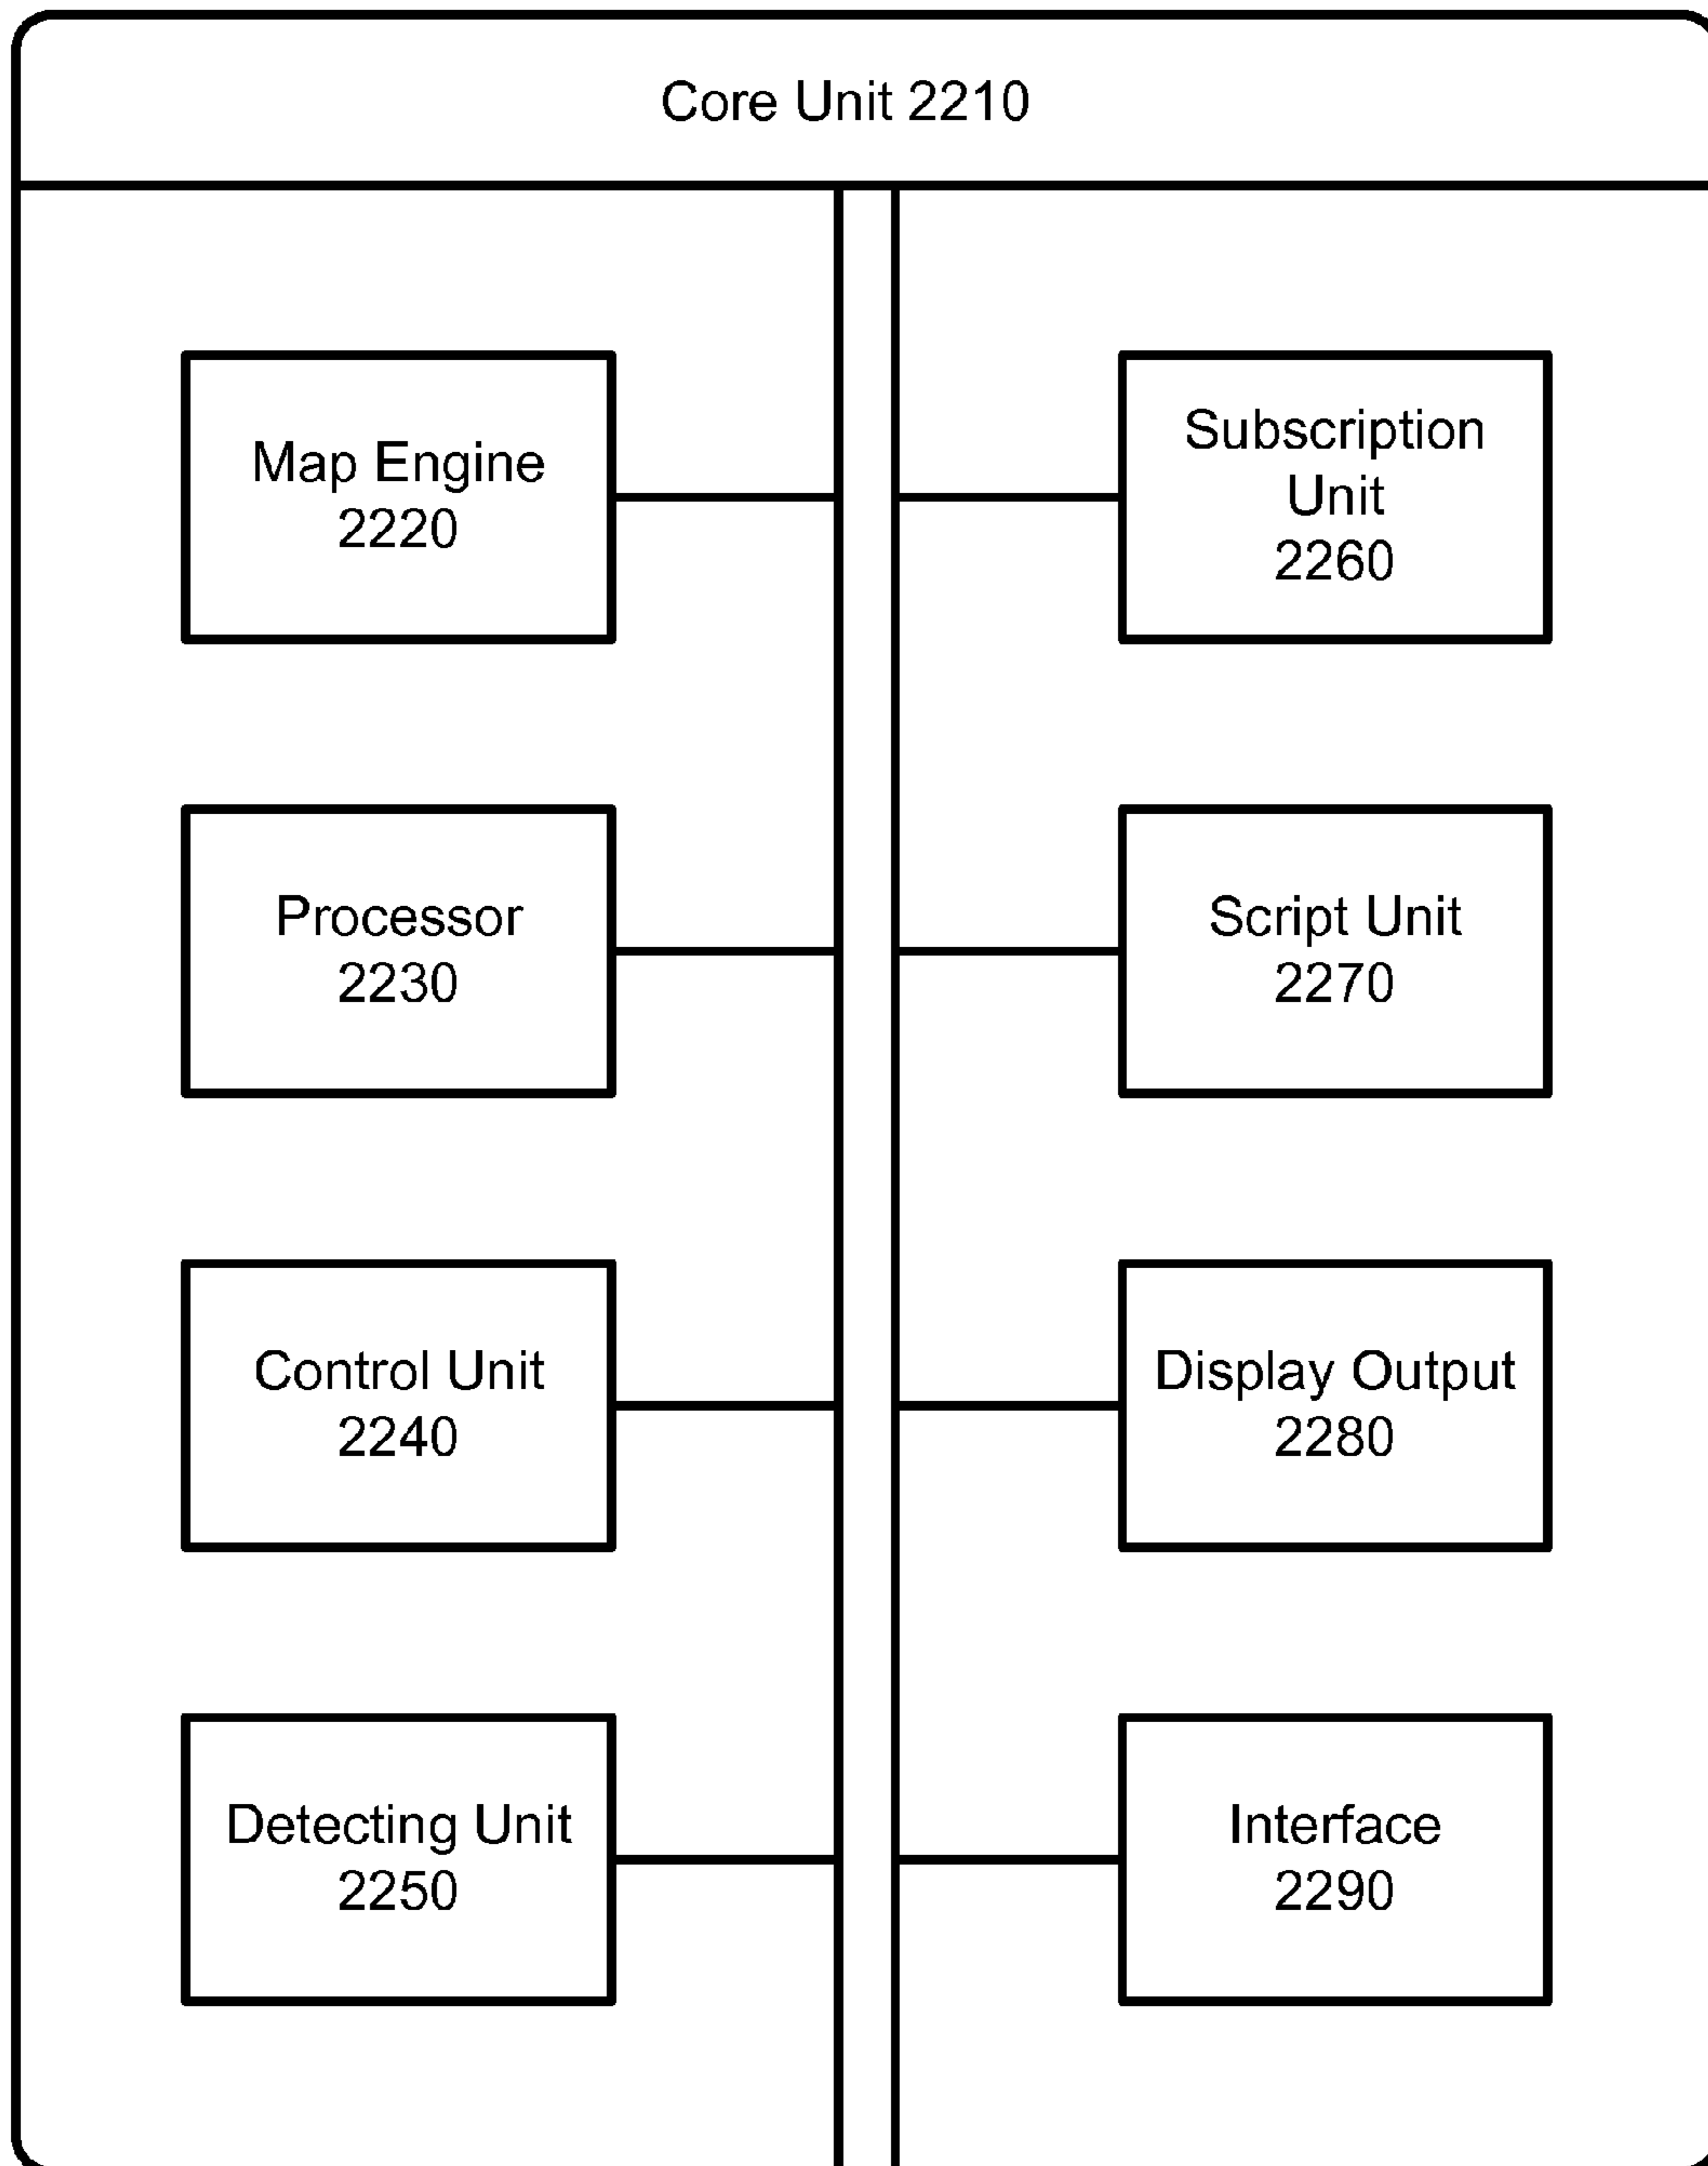 Core Unit 2210
Map Engine
2220
Subscription
Unit
2260
Processor
2230
Script Unit
2270
Control Unit
2240
Display Output
2280
Detecting Unit
2250
Interface
2290